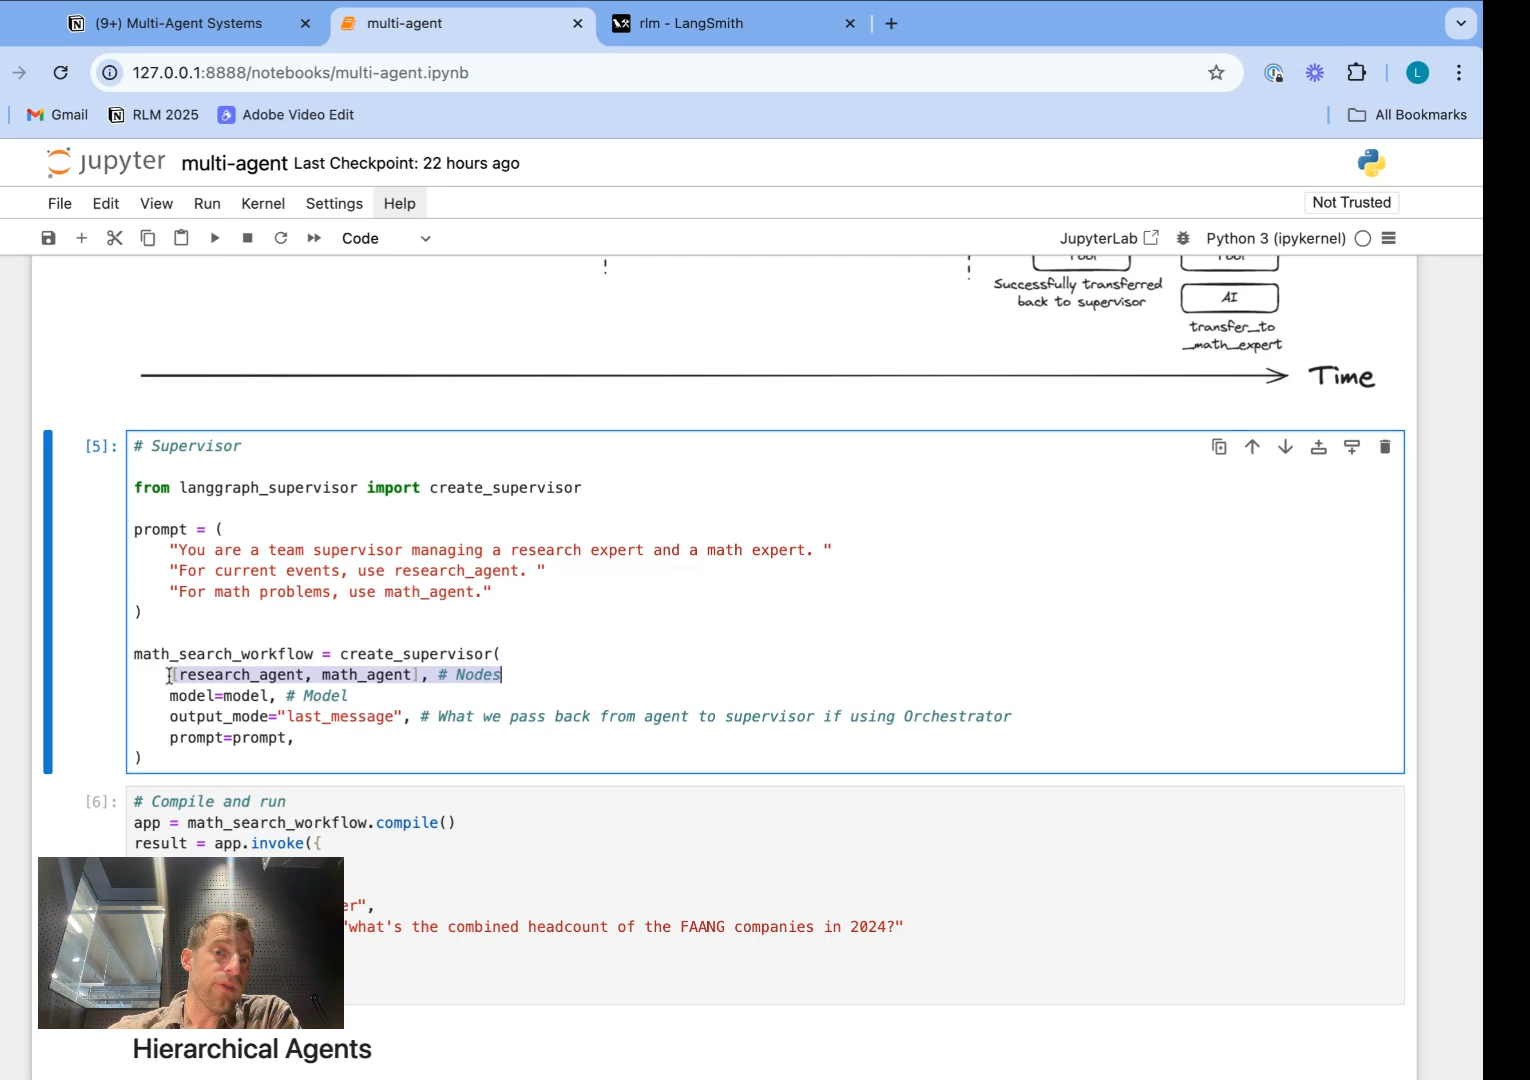 (9+) Multi-Agent Systems
multi-agent
rlm - LangSmith
127.0.0.1:8888/notebooks/multi-agent.ipynb
L
Gmail
RLM 2025
Adobe Video Edit
All Bookmarks
jupyter multi-agent Last Checkpoint: 22 hours ago
File Edit View Run Kernel Settings Help
Not Trusted
Code
JupyterLab
Python 3 (ipykernel)
Successfully transferred
back to supervisor
AI
transfer_to
_math_expert
Time
[5]:
# Supervisor
from langgraph_supervisor import create_supervisor
prompt = (
"You are a team supervisor managing a research expert and a math expert. "
"For current events, use research_agent. "
"For math problems, use math_agent."
)
math_search_workflow = create_supervisor(
[research_agent, math_agent], # Nodes
model=model, # Model
output_mode="last_message", # What we pass back from agent to supervisor if using Orchestrator
prompt=prompt,
)
[6]:
# Compile and run
app = math_search_workflow.compile()
result = app.invoke({
er",
"what's the combined headcount of the FAANG companies in 2024?"
Hierarchical Agents